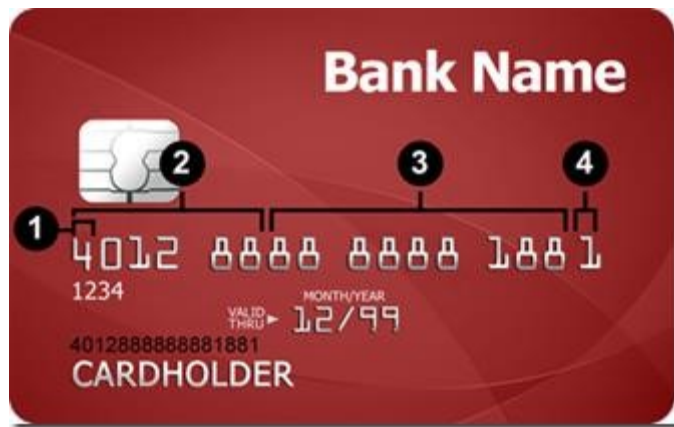 Bank Name
2 3 4
1
4012 8888 8888 1881
1234
MONTH/YEAR
VALID THRU ► 12/99
4012888888881881
CARDHOLDER